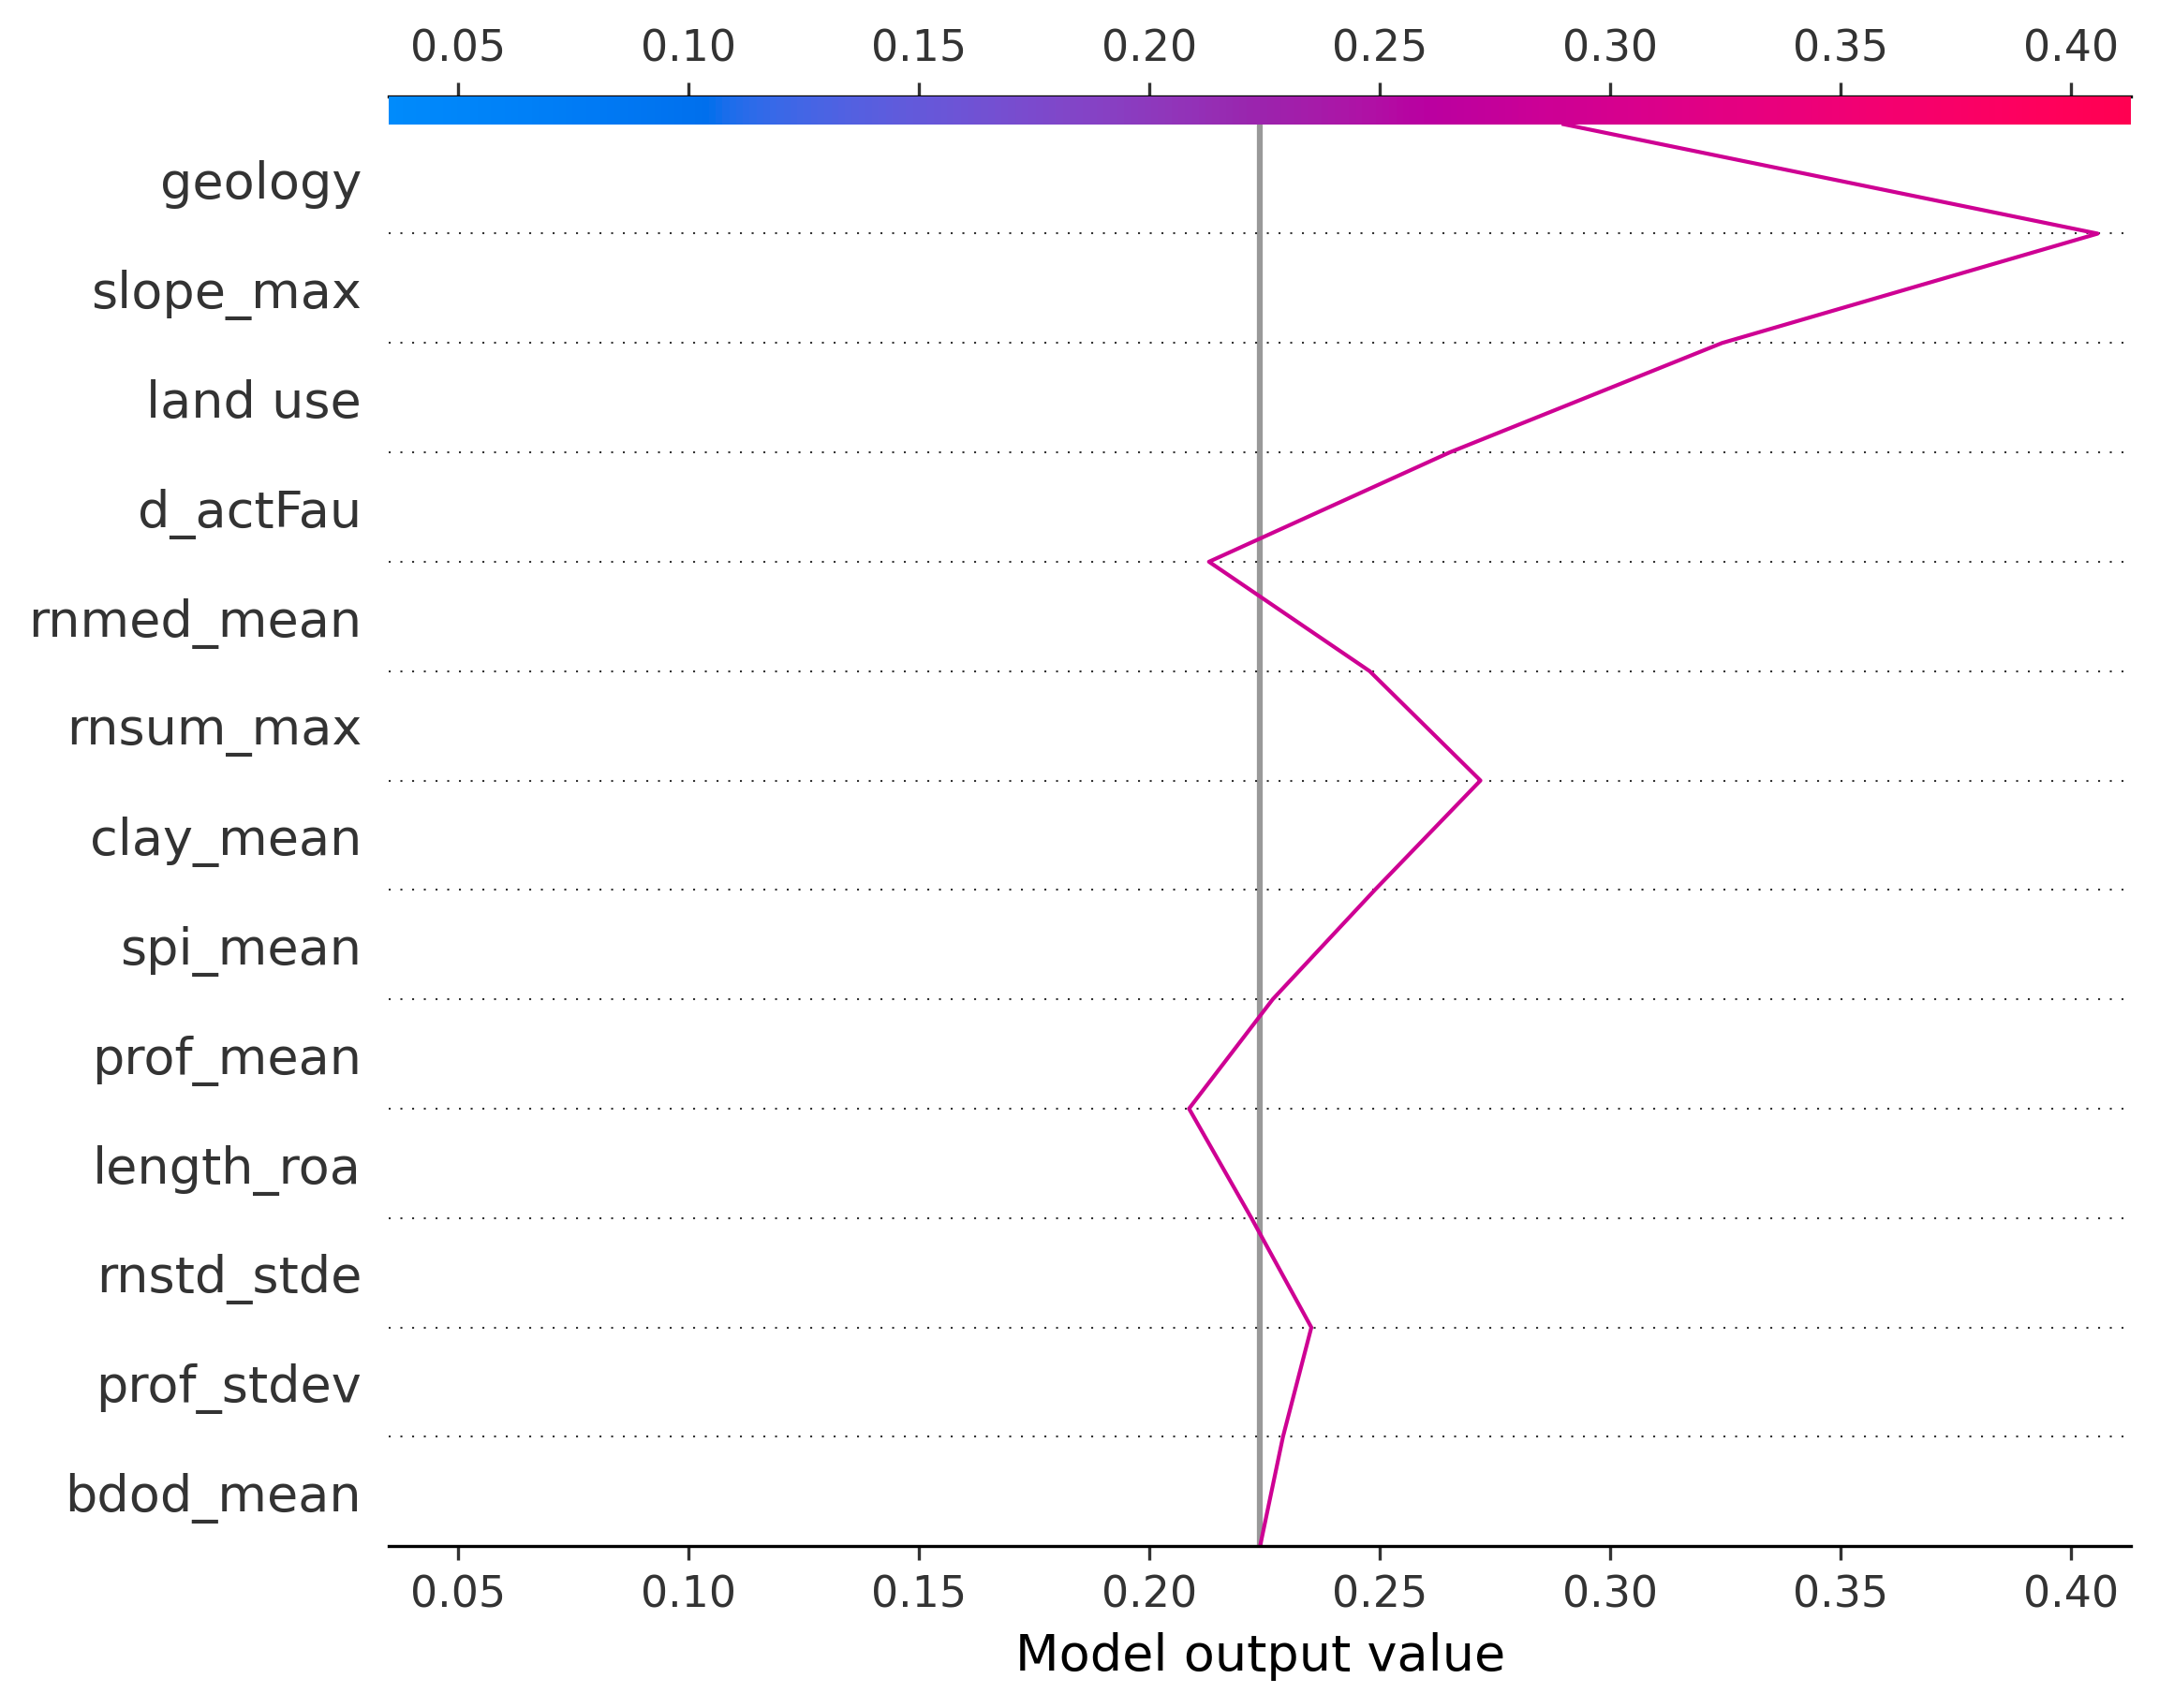 0.05 0.10 0.15 0.20 0.25 0.30 0.35 0.40
geology
slope_max
land use
d_actFau
rnmed_mean
rnsum_max
clay_mean
spi_mean
prof_mean
length_roa
rnstd_stde
prof_stdev
bdod_mean
0.05 0.10 0.15 0.20 0.25 0.30 0.35 0.40
Model output value